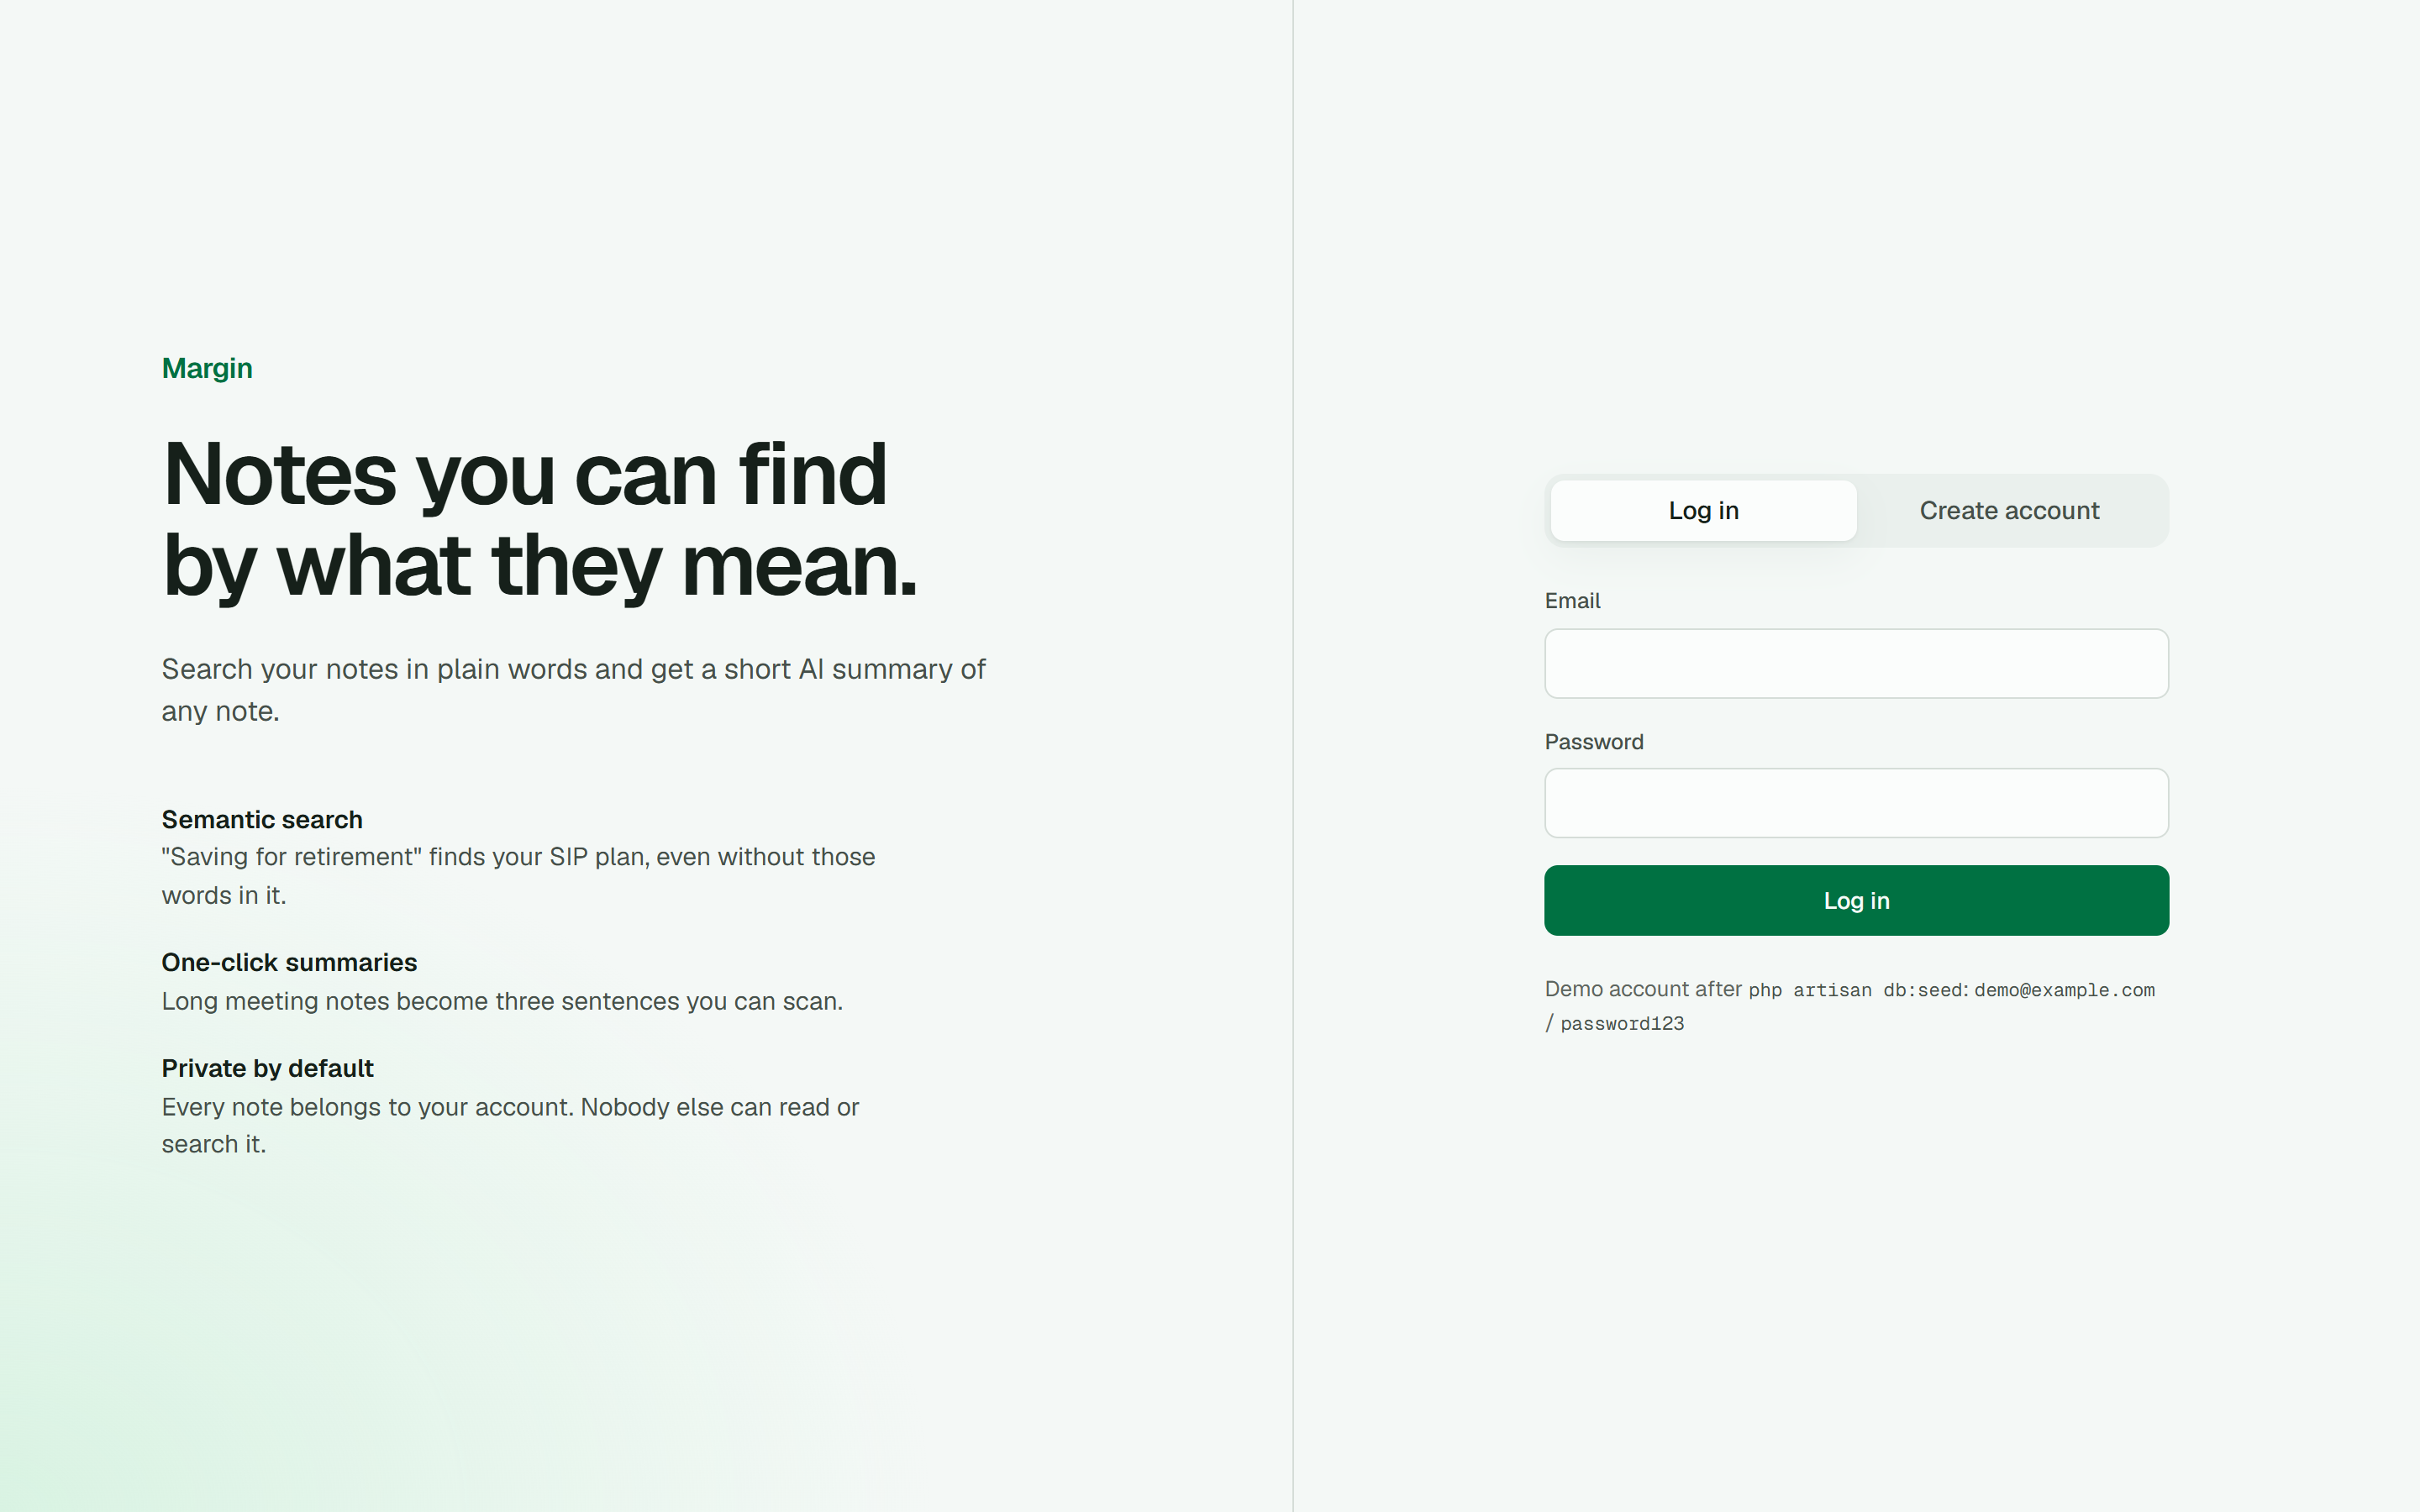 Margin
Notes you can find
by what they mean.
Search your notes in plain words and get a short AI summary of
any note.
Semantic search
"Saving for retirement" finds your SIP plan, even without those
words in it.
One-click summaries
Long meeting notes become three sentences you can scan.
Private by default
Every note belongs to your account. Nobody else can read or
search it.
Log in
Create account
Email
Password
Log in
Demo account after php artisan db:seed: demo@example.com
/ password123